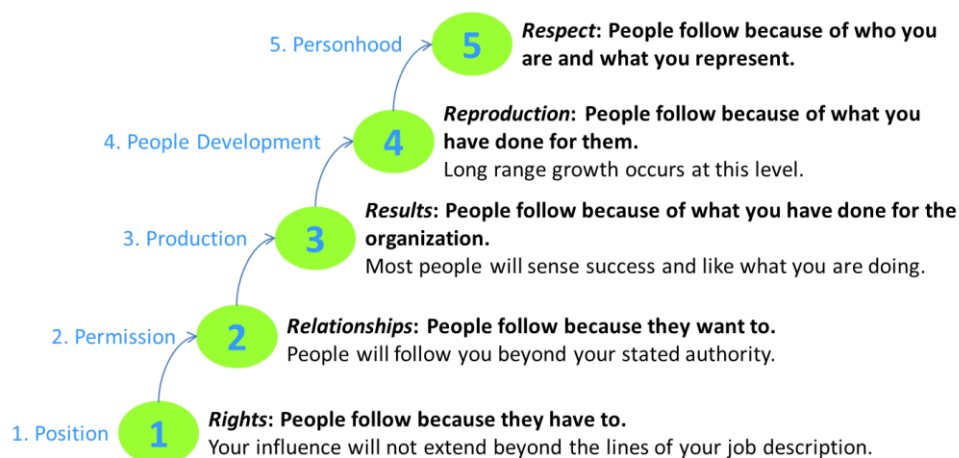 5. Personhood
5
Respect: People follow because of who you
are and what you represent.
4. People Development
4
Reproduction: People follow because of what you
have done for them.
Long range growth occurs at this level.
3. Production
3
Results: People follow because of what you have done for the
organization.
Most people will sense success and like what you are doing.
2. Permission
2
Relationships: People follow because they want to.
People will follow you beyond your stated authority.
1. Position
1
Rights: People follow because they have to.
Your influence will not extend beyond the lines of your job description.